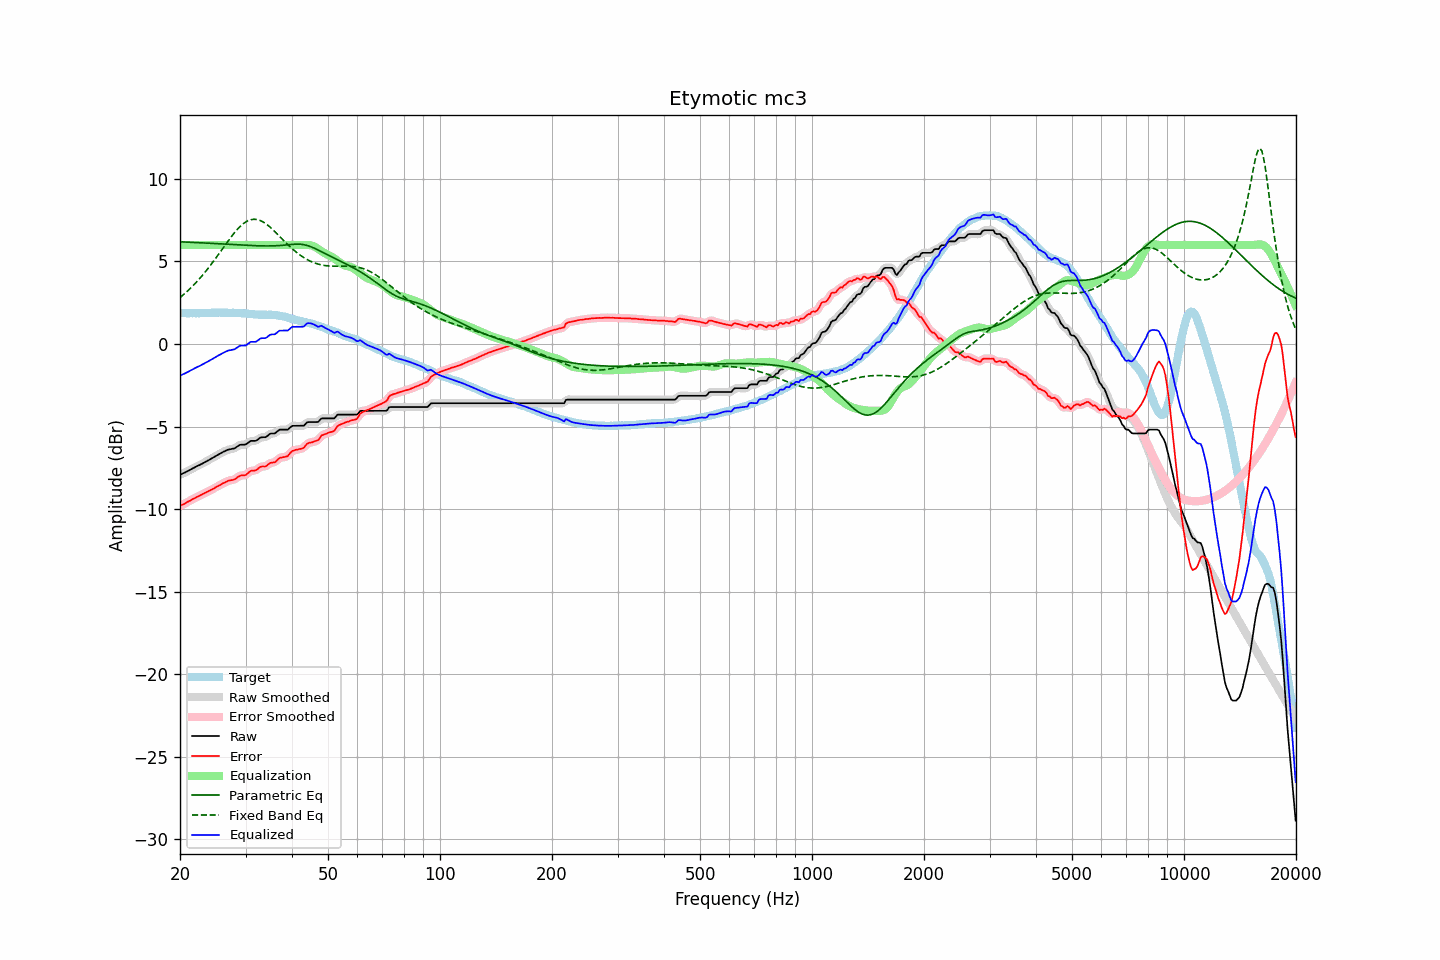 Etymotic mc3
Amplitude (dBr)
10
5
0
−5
−10
−15
−20
−25
−30
Target
Raw Smoothed
Error Smoothed
Raw
Error
Equalization
Parametric Eq
Fixed Band Eq
Equalized
20 50 100 200 500 1000 2000 5000 10000 20000
Frequency (Hz)